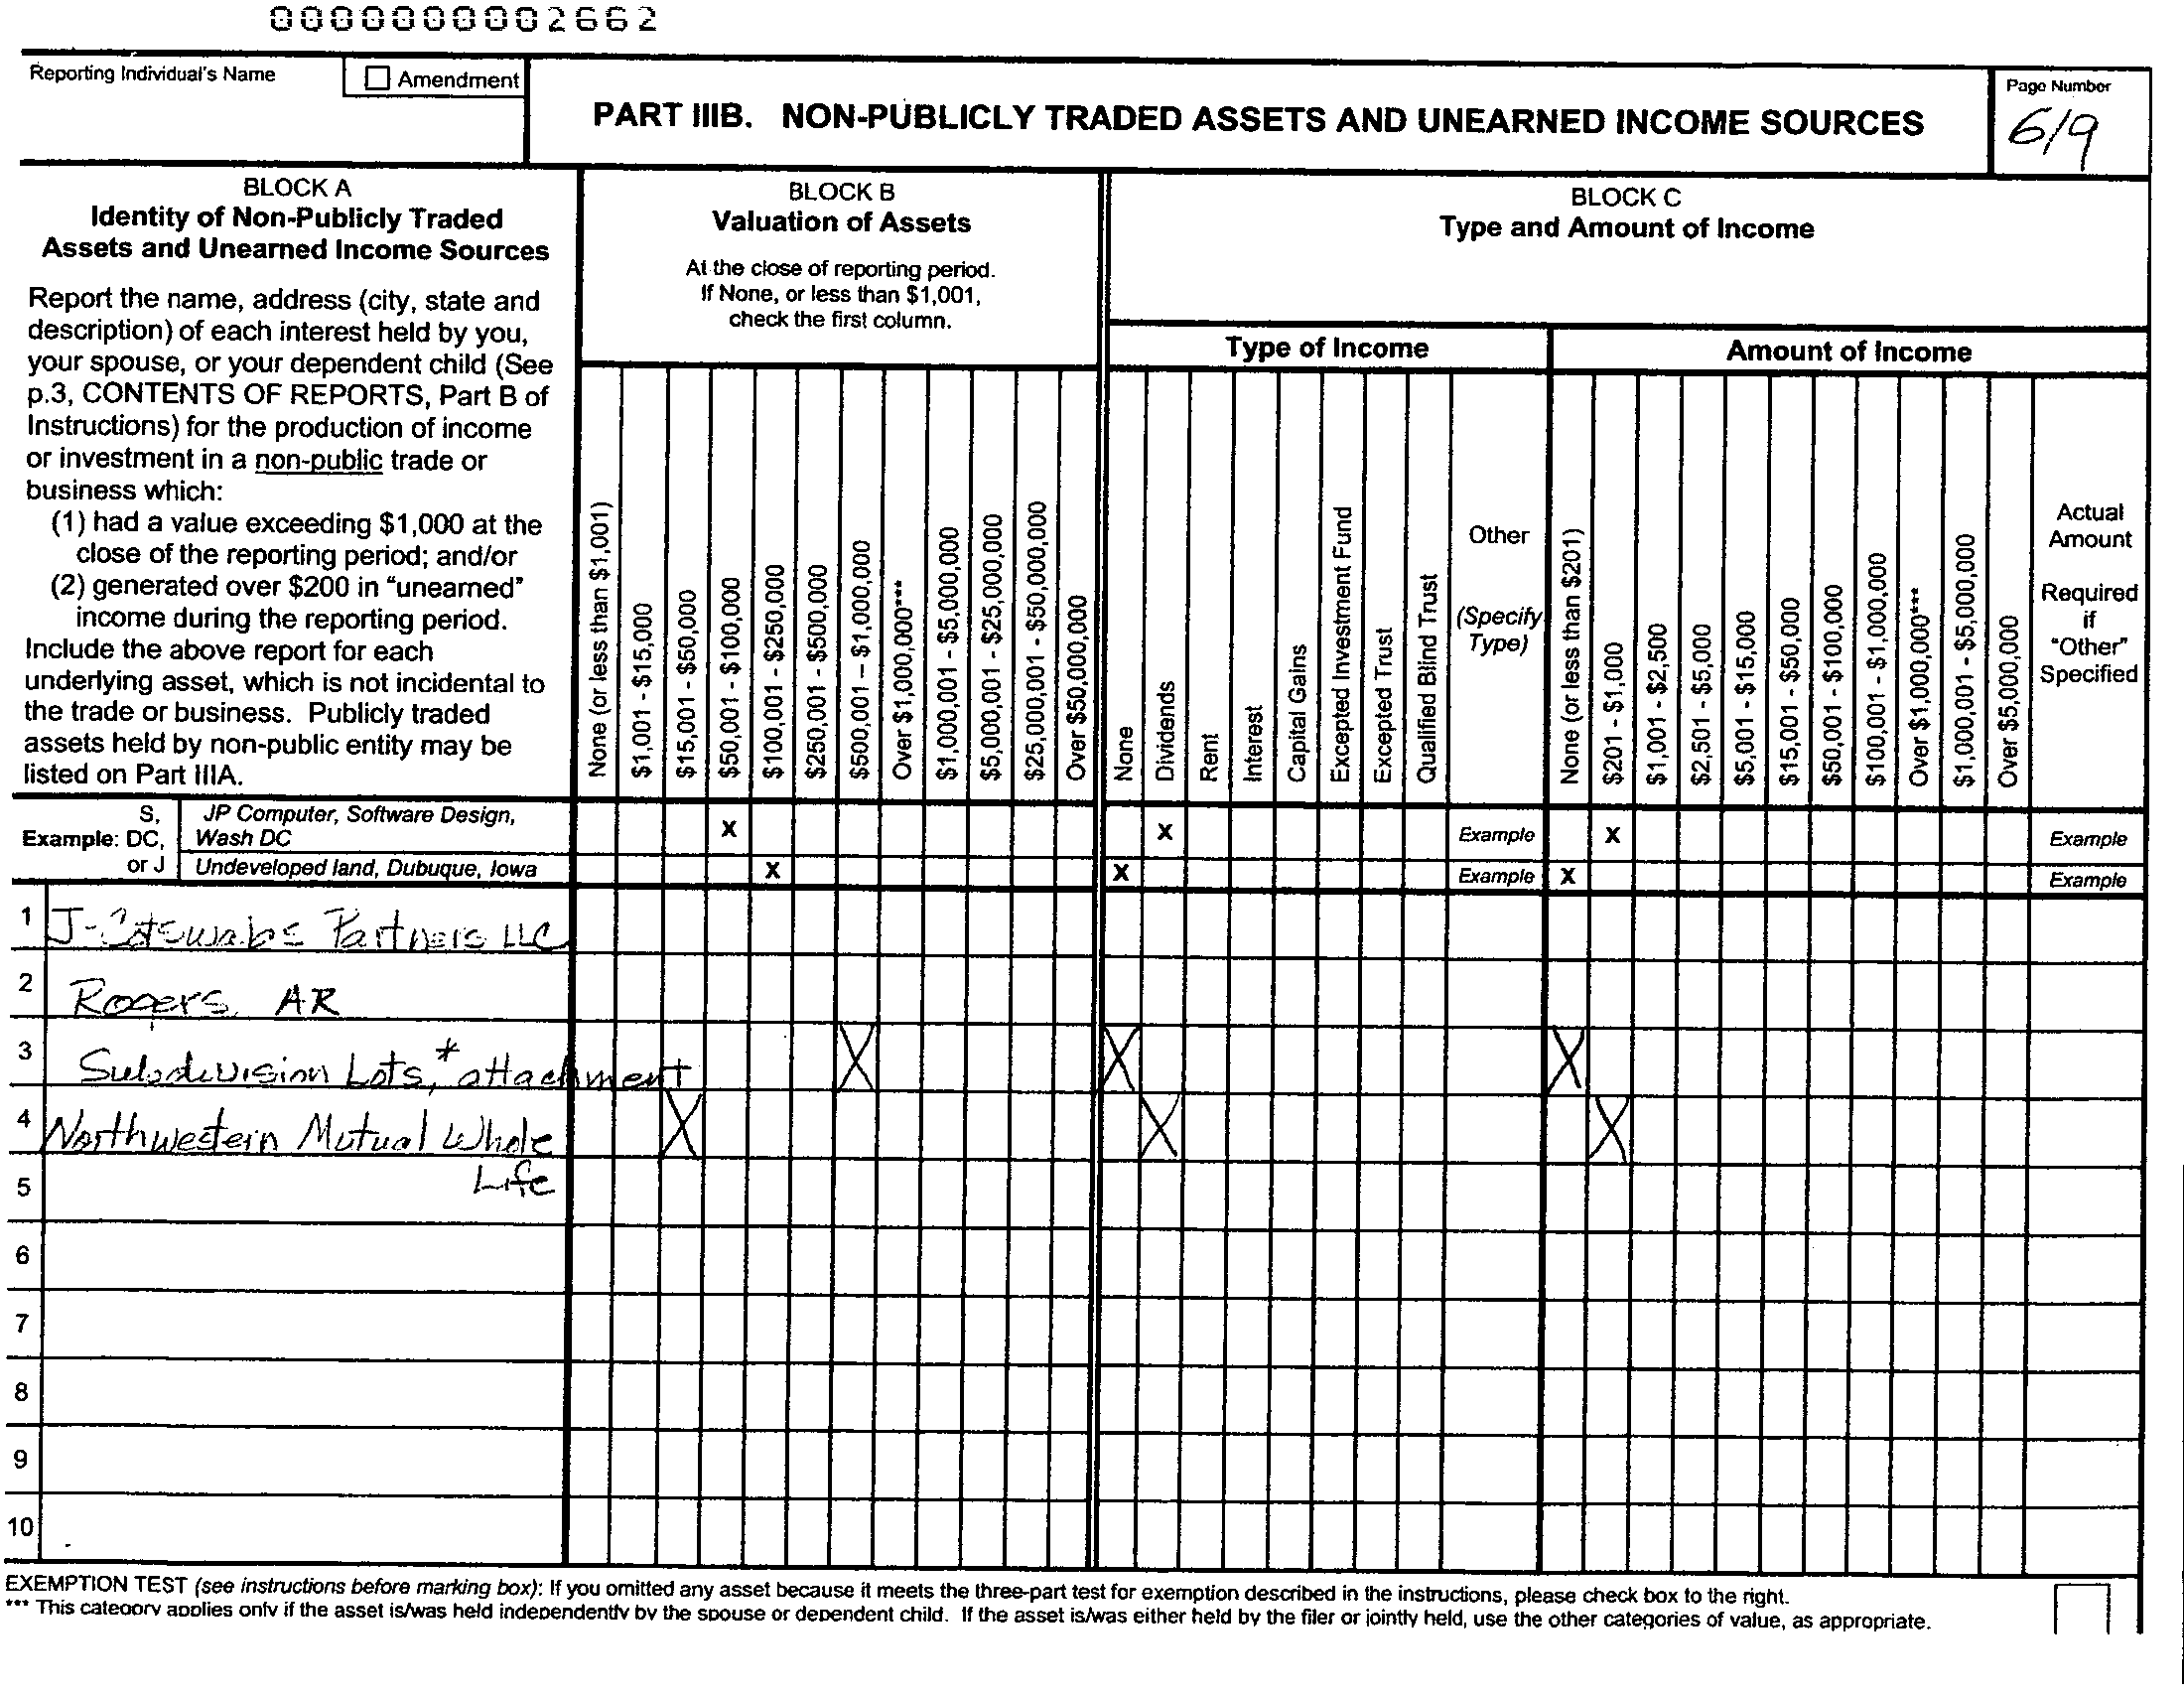 000000002662
Reporting Individual's Name
Amendment
PART IIIB. NON-PUBLICLY TRADED ASSETS AND UNEARNED INCOME SOURCES
Page Number
6/9
BLOCK A
Identity of Non-Publicly Traded
Assets and Unearned Income Sources
Report the name, address (city, state and
description) of each interest held by you,
your spouse, or your dependent child (See
p.3, CONTENTS OF REPORTS, Part B of
Instructions) for the production of income
or investment in a non-public trade or
business which:
(1) had a value exceeding $1,000 at the
close of the reporting period; and/or
(2) generated over $200 in "unearned"
income during the reporting period.
Include the above report for each
underlying asset, which is not incidental to
the trade or business. Publicly traded
assets held by non-public entity may be
listed on Part IIIA.
BLOCK B
Valuation of Assets
At the close of reporting period.
If None, or less than $1,001,
check the first column.
BLOCK C
Type and Amount of Income
Type of Income
Amount of Income
None (or less than $1,001)
$1,001 - $15,000
$15,001 - $50,000
$50,001 - $100,000
$100,001 - $250,000
$250,001 - $500,000
$500,001 - $1,000,000
Over $1,000,000***
$1,000,001 - $5,000,000
$5,000,001 - $25,000,000
$25,000,001 - $50,000,000
Over $50,000,000
None
Dividends
Rent
Interest
Capital Gains
Excepted Investment Fund
Excepted Trust
Qualified Blind Trust
Other
(Specify
Type)
None (or less than $201)
$201 - $1,000
$1,001 - $2,500
$2,501 - $5,000
$5,001 - $15,000
$15,001 - $50,000
$50,001 - $100,000
$100,001 - $1,000,000
Over $1,000,000***
$1,000,001 - $5,000,000
Over $5,000,000
Actual
Amount
Required
if
"Other"
Specified
S,
Example: DC,
or J
JP Computer, Software Design,
Wash DC
X X Example X Example
Undeveloped land, Dubuque, Iowa X X Example X Example
1 J- Partners LLC
2 Rogers, AR
3 Subdivision Lots,* attachment X X X
4 Northwestern Mutual Whole X X X
5 Life
6
7
8
9
10
EXEMPTION TEST (see instructions before marking box): If you omitted any asset because it meets the three-part test for exemption described in the instructions, please check box to the right.
*** This category applies only if the asset is/was held independently by the spouse or dependent child. If the asset is/was either held by the filer or jointly held, use the other categories of value, as appropriate.